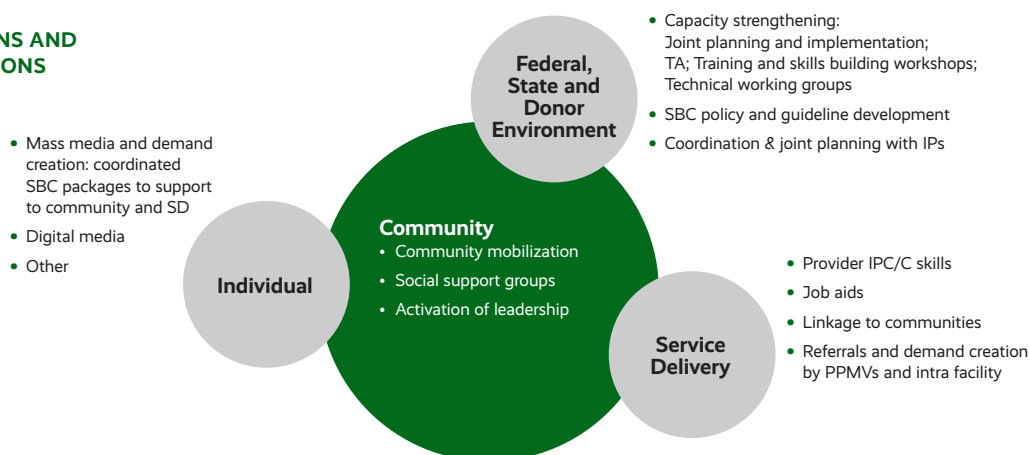 NS AND
ONS
Federal,
State and
Donor
Environment
• Capacity strengthening:
Joint planning and implementation;
TA; Training and skills building workshops;
Technical working groups
• SBC policy and guideline development
• Coordination & joint planning with IPs
• Mass media and demand
creation: coordinated
SBC packages to support
to community and SD
• Digital media
• Other
Individual
Community
• Community mobilization
• Social support groups
• Activation of leadership
Service
Delivery
• Provider IPC/C skills
• Job aids
• Linkage to communities
• Referrals and demand creation
by PPMVs and intra facility